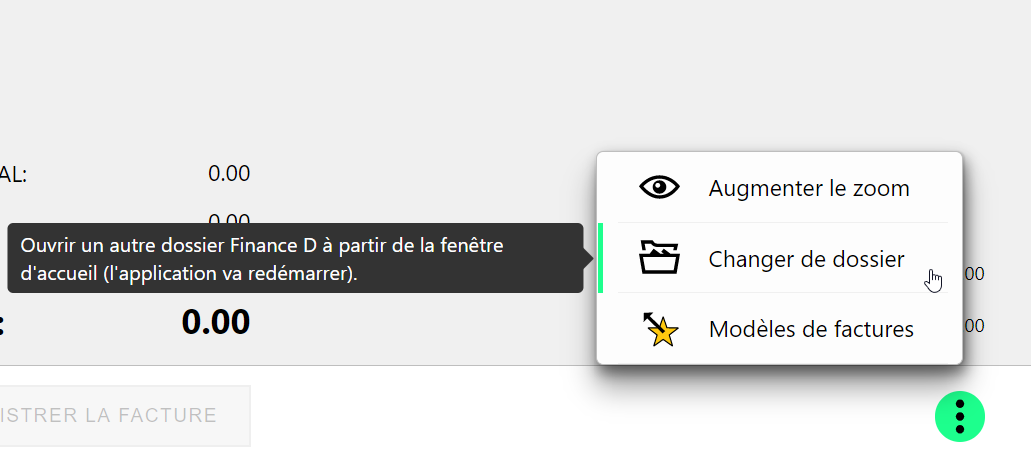 AL:
0.00
0.00
Augmenter le zoom
Ouvrir un autre dossier Finance D à partir de la fenêtre
d'accueil (l'application va redémarrer).
Changer de dossier
00
:
0.00
Modèles de factures
00
ISTRER LA FACTURE